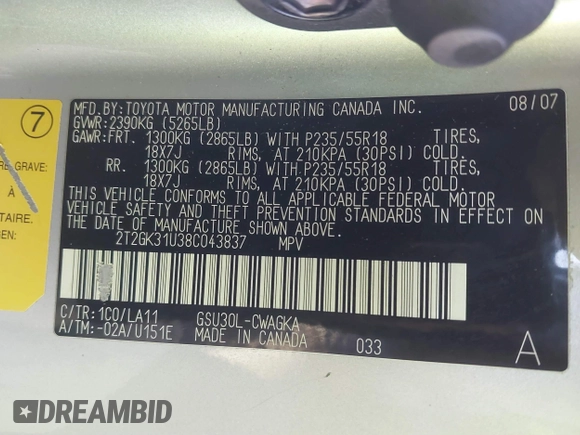 MFD.BY:TOYOTA MOTOR MANUFACTURING CANADA INC. 08/07
GVWR:2390KG (5265LB)
GAWR:FRT. 1300KG (2865LB) WITH P235/55R18 TIRES,
18X7J RIMS, AT 210KPA (30PSI) COLD.
RR. 1300KG (2865LB) WITH P235/55R18 TIRES,
18X7J RIMS, AT 210KPA (30PSI) COLD.
THIS VEHICLE CONFORMS TO ALL APPLICABLE FEDERAL MOTOR
VEHICLE SAFETY AND THEFT PREVENTION STANDARDS IN EFFECT ON
THE DATE OF MANUFACTURE SHOWN ABOVE.
2T2GK31U38C043837 MPV
C/TR:1C0/LA11 GSU30L-CWAGKA
A/TM:-02A/U151E MADE IN CANADA 033 A
7
RE GRAVE:
À
TAIRE.
EN
DREAMBID